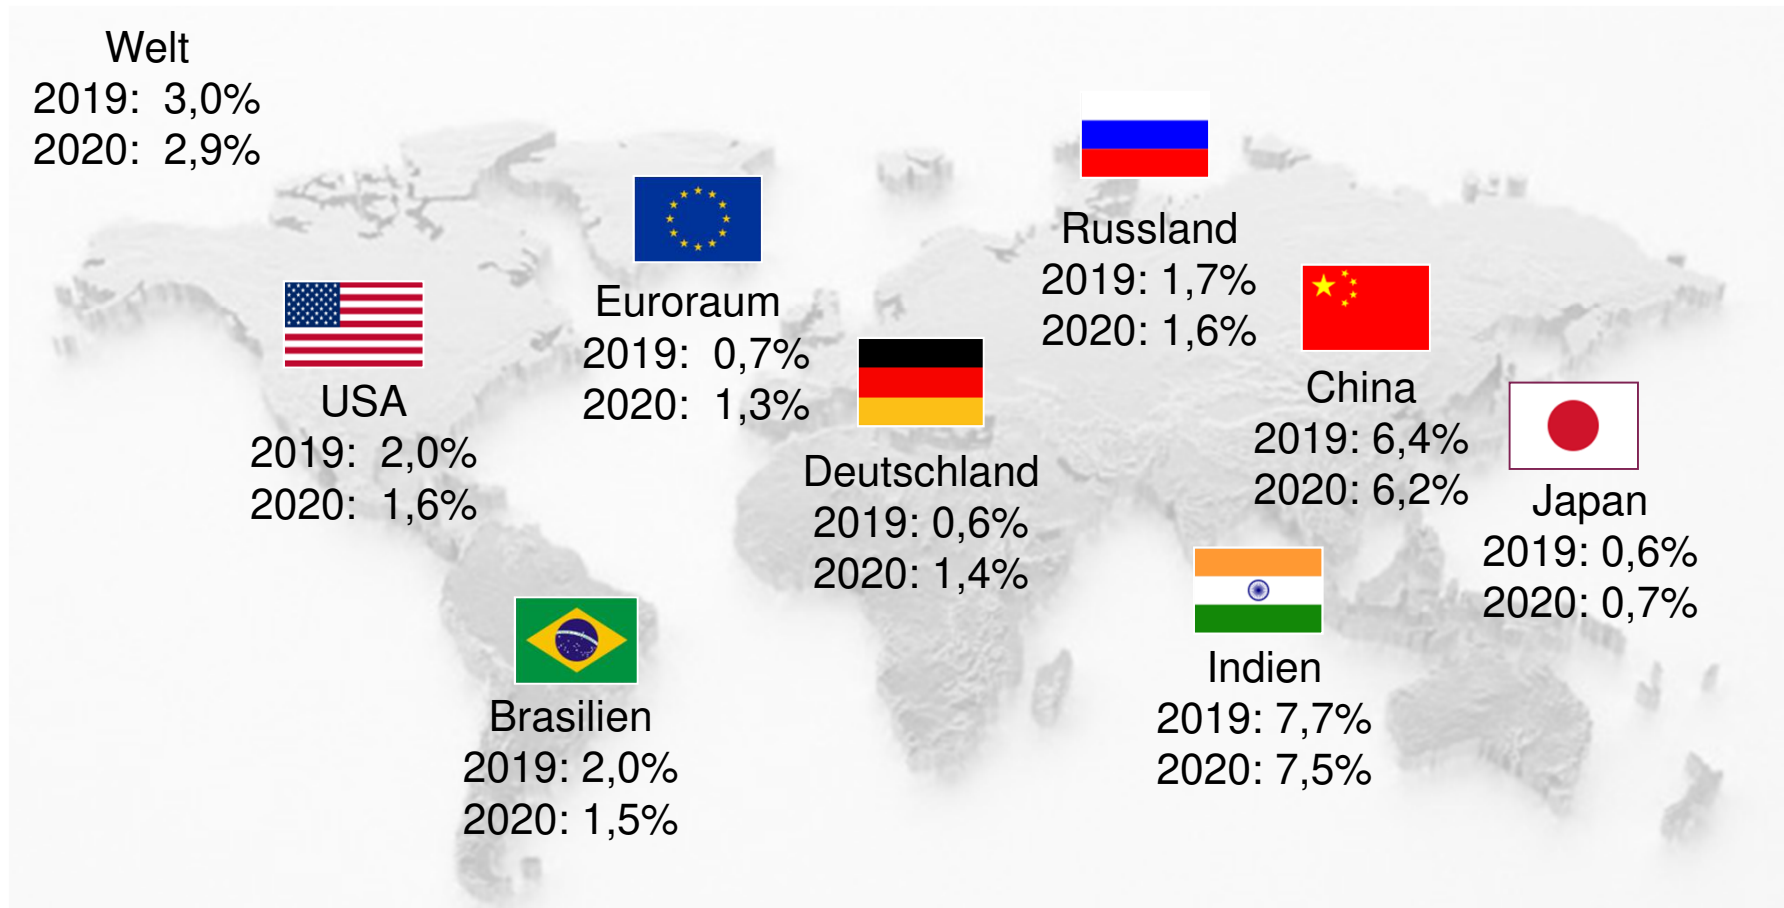 Welt
2019: 3,0%
2020: 2,9%
USA
2019: 2,0%
2020: 1,6%
Euroraum
2019: 0,7%
2020: 1,3%
Deutschland
2019: 0,6%
2020: 1,4%
Russland
2019: 1,7%
2020: 1,6%
China
2019: 6,4%
2020: 6,2%
Japan
2019: 0,6%
2020: 0,7%
Indien
2019: 7,7%
2020: 7,5%
Brasilien
2019: 2,0%
2020: 1,5%